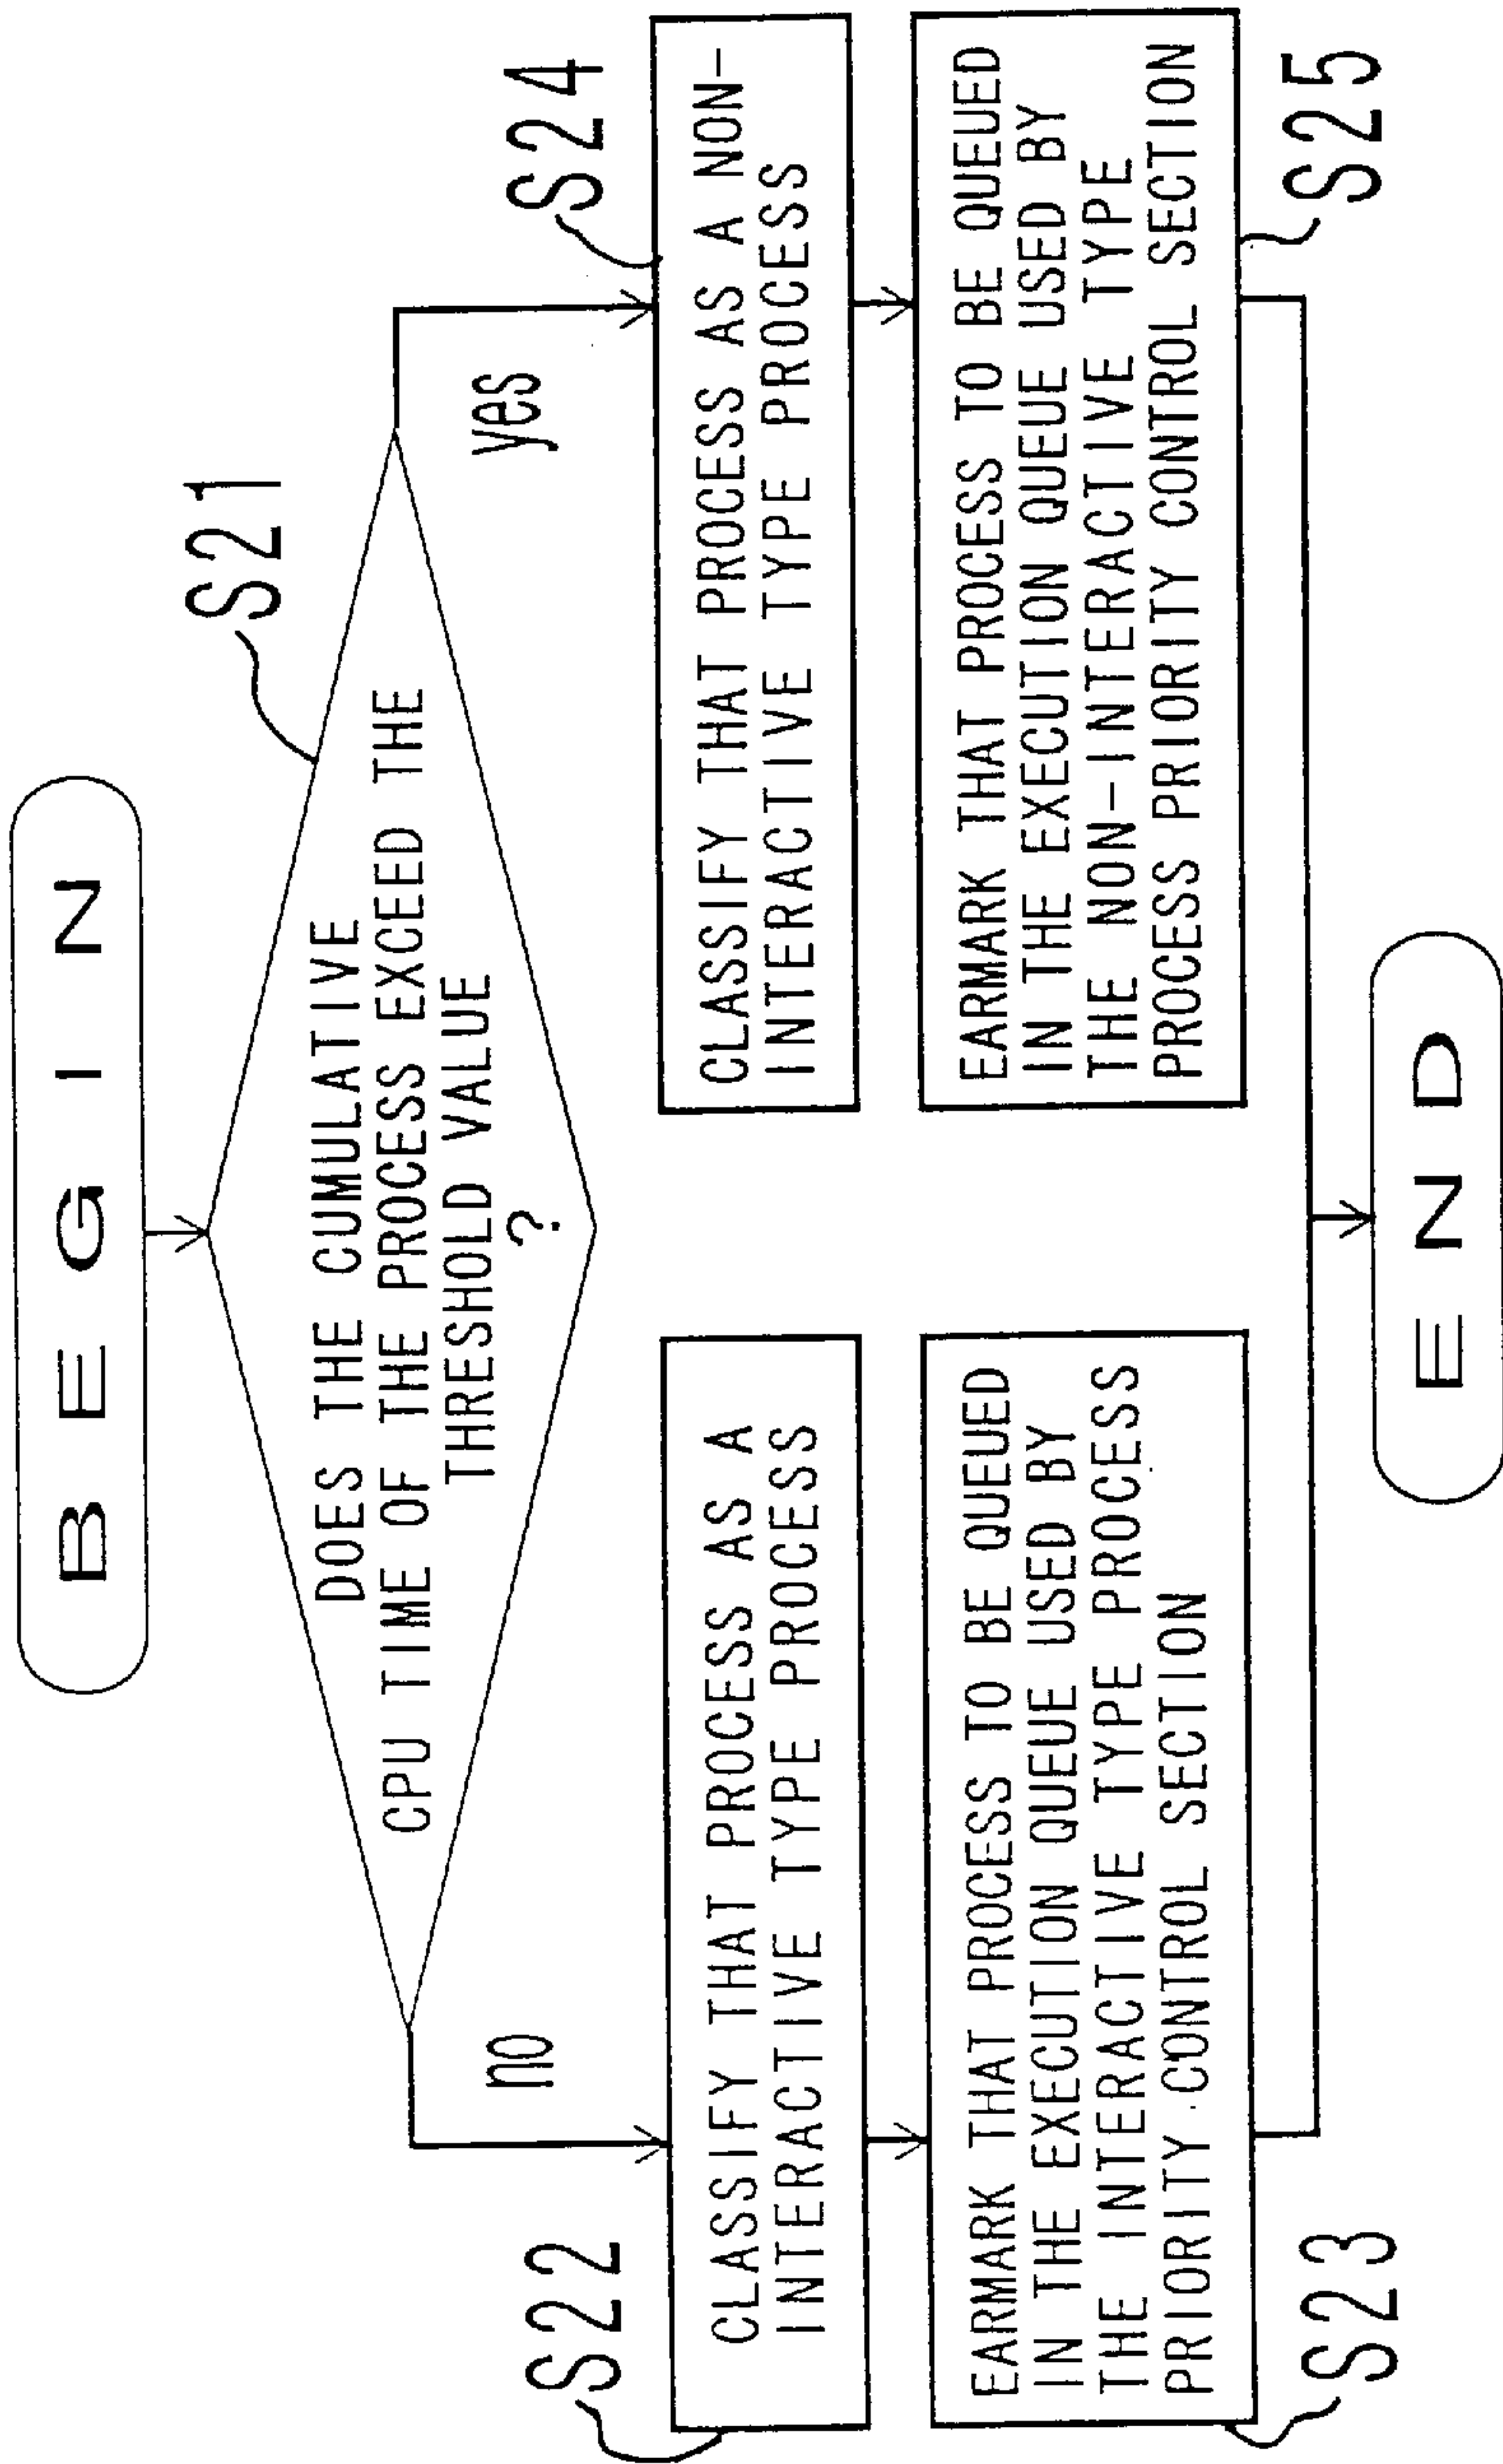 B E G I N
S21
DOES THE CUMULATIVE
CPU TIME OF THE PROCESS EXCEED THE
THRESHOLD VALUE
?
no
yes
S22
CLASSIFY THAT PROCESS AS A
INTERACTIVE TYPE PROCESS
EARMARK THAT PROCESS TO BE QUEUED
IN THE EXECUTION QUEUE USED BY
THE INTERACTIVE TYPE PROCESS
PRIORITY CONTROL SECTION
S23
S24
CLASSIFY THAT PROCESS AS A NON-
INTERACTIVE TYPE PROCESS
EARMARK THAT PROCESS TO BE QUEUED
IN THE EXECUTION QUEUE USED BY
THE NON-INTERACTIVE TYPE
PROCESS PRIORITY CONTROL SECTION
S25
E N D